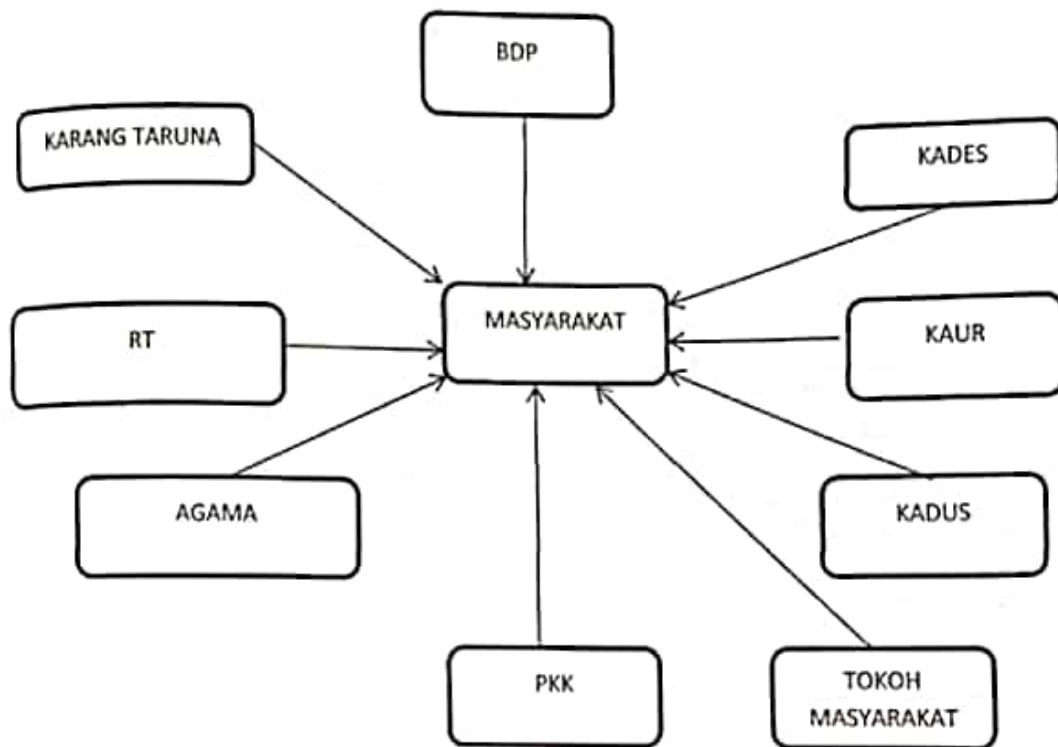 BDP
KARANG TARUNA
KADES
MASYARAKAT
RT
KAUR
AGAMA
KADUS
PKK
TOKOH
MASYARAKAT